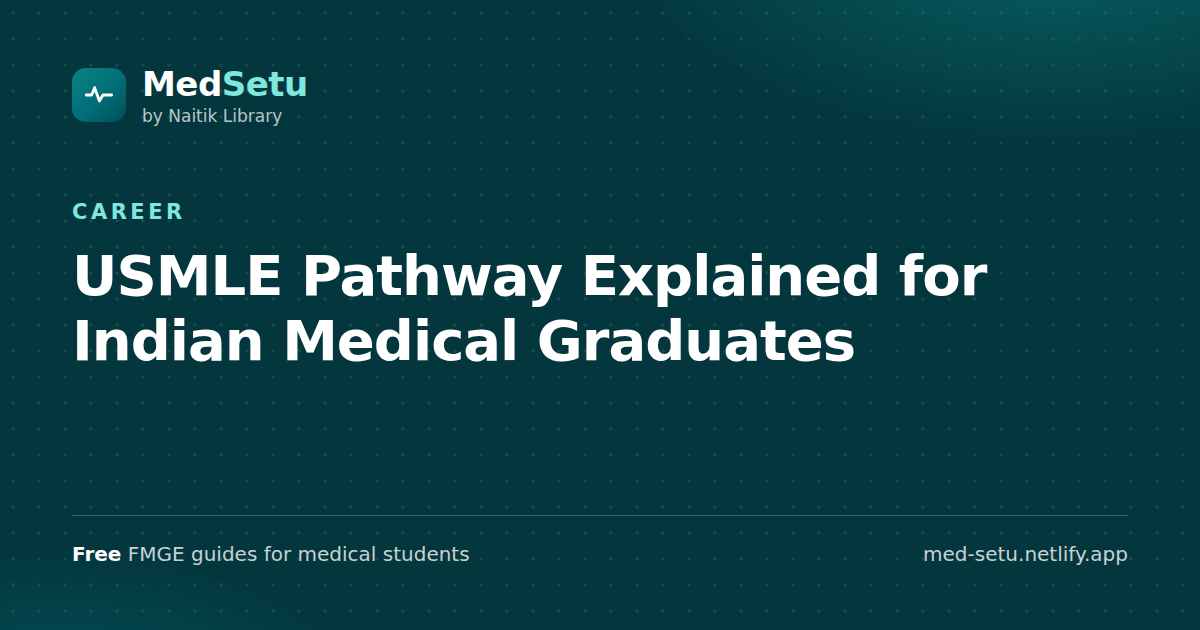 MedSetu
by Naitik Library
CAREER
USMLE Pathway Explained for
Indian Medical Graduates
Free FMGE guides for medical students
med-setu.netlify.app